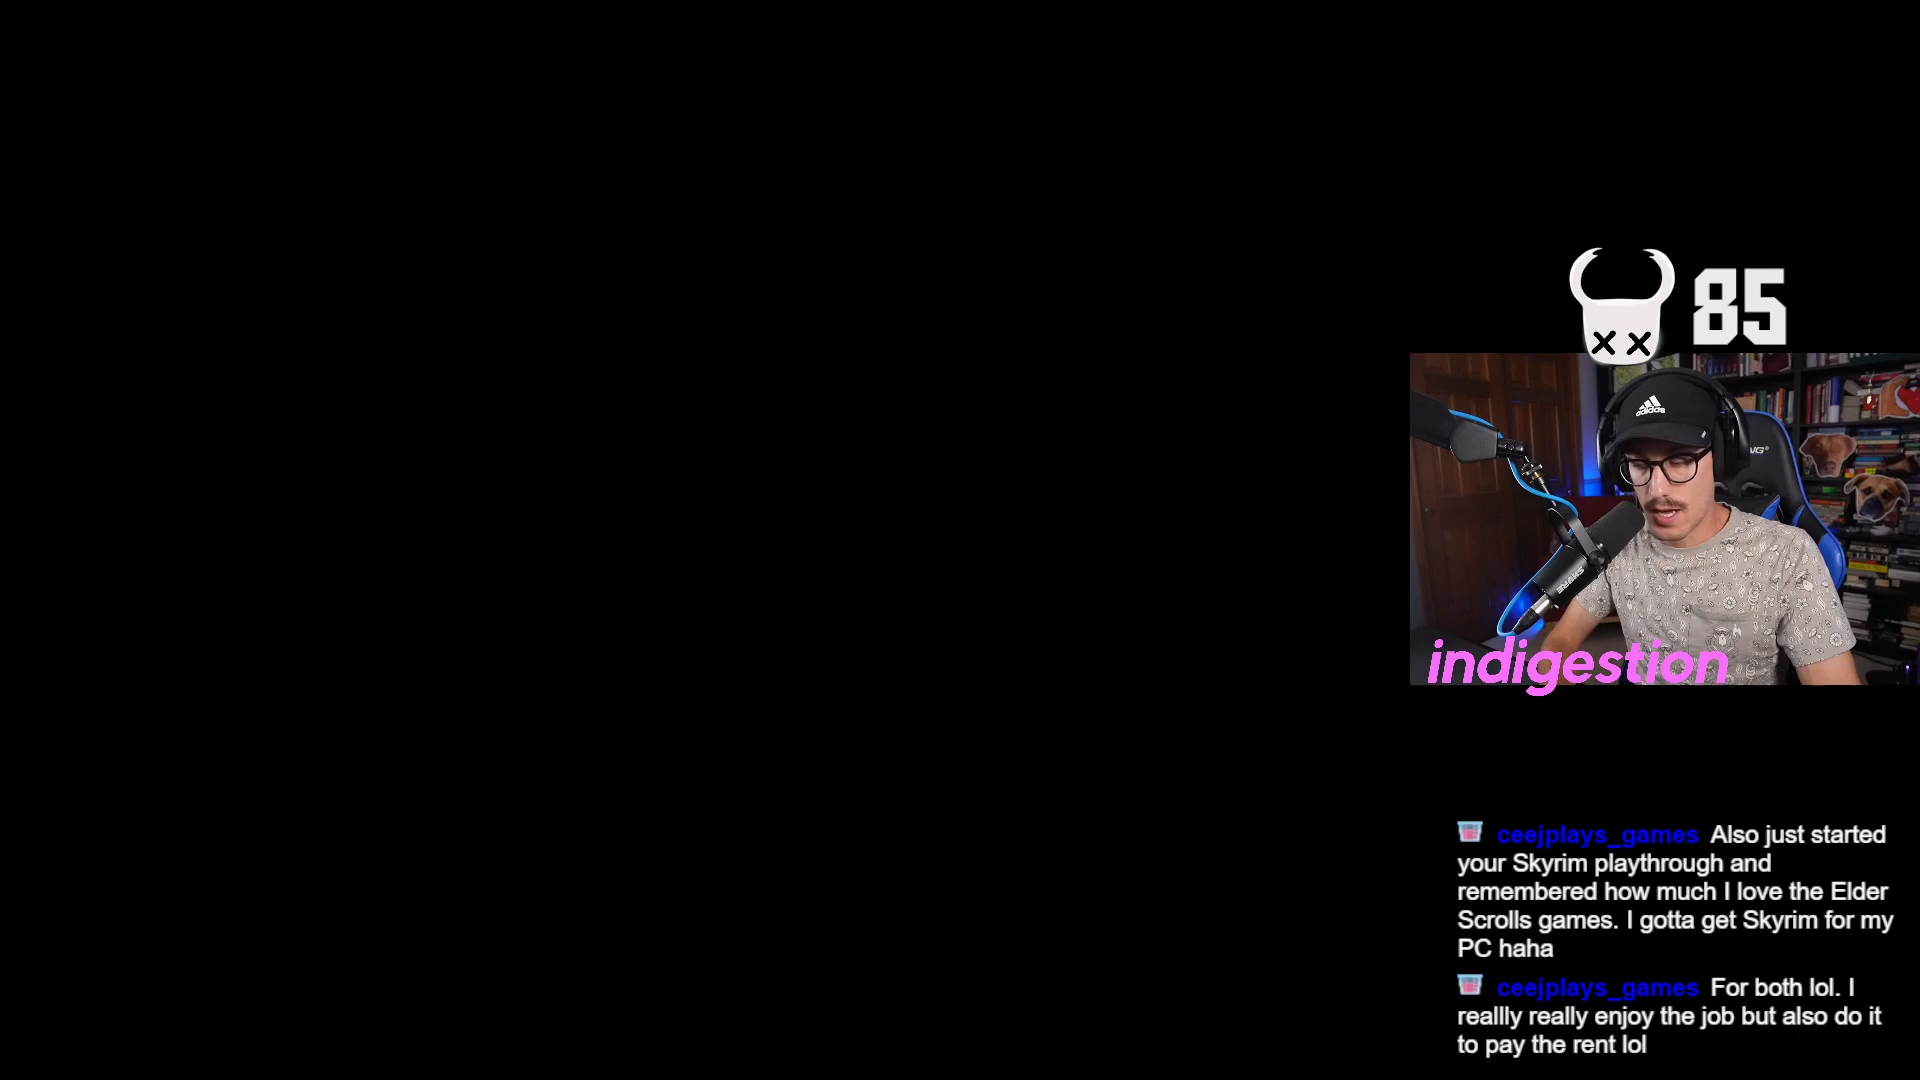 85
adidas
SHURE
indigestion
ceejplays_games Also just started
your Skyrim playthrough and
remembered how much I love the Elder
Scrolls games. I gotta get Skyrim for my
PC haha
ceejplays_games For both lol. I
reallly really enjoy the job but also do it
to pay the rent lol